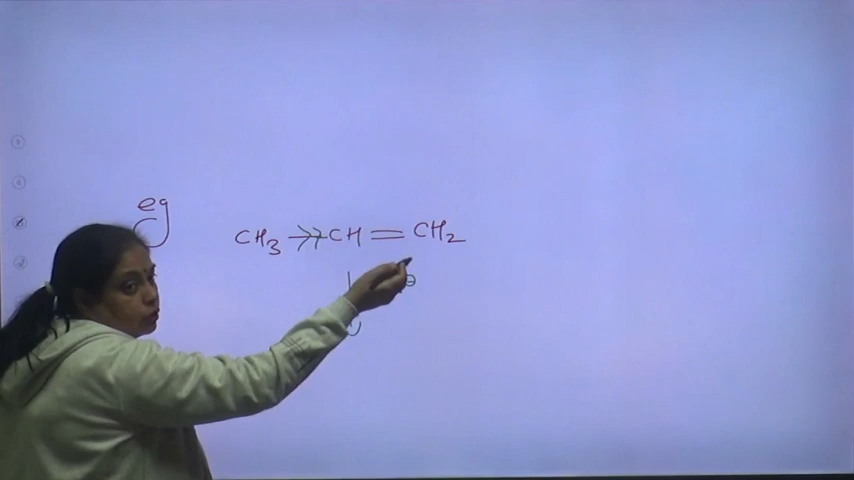 eg
CH₃ →>> CH = CH₂
⊖